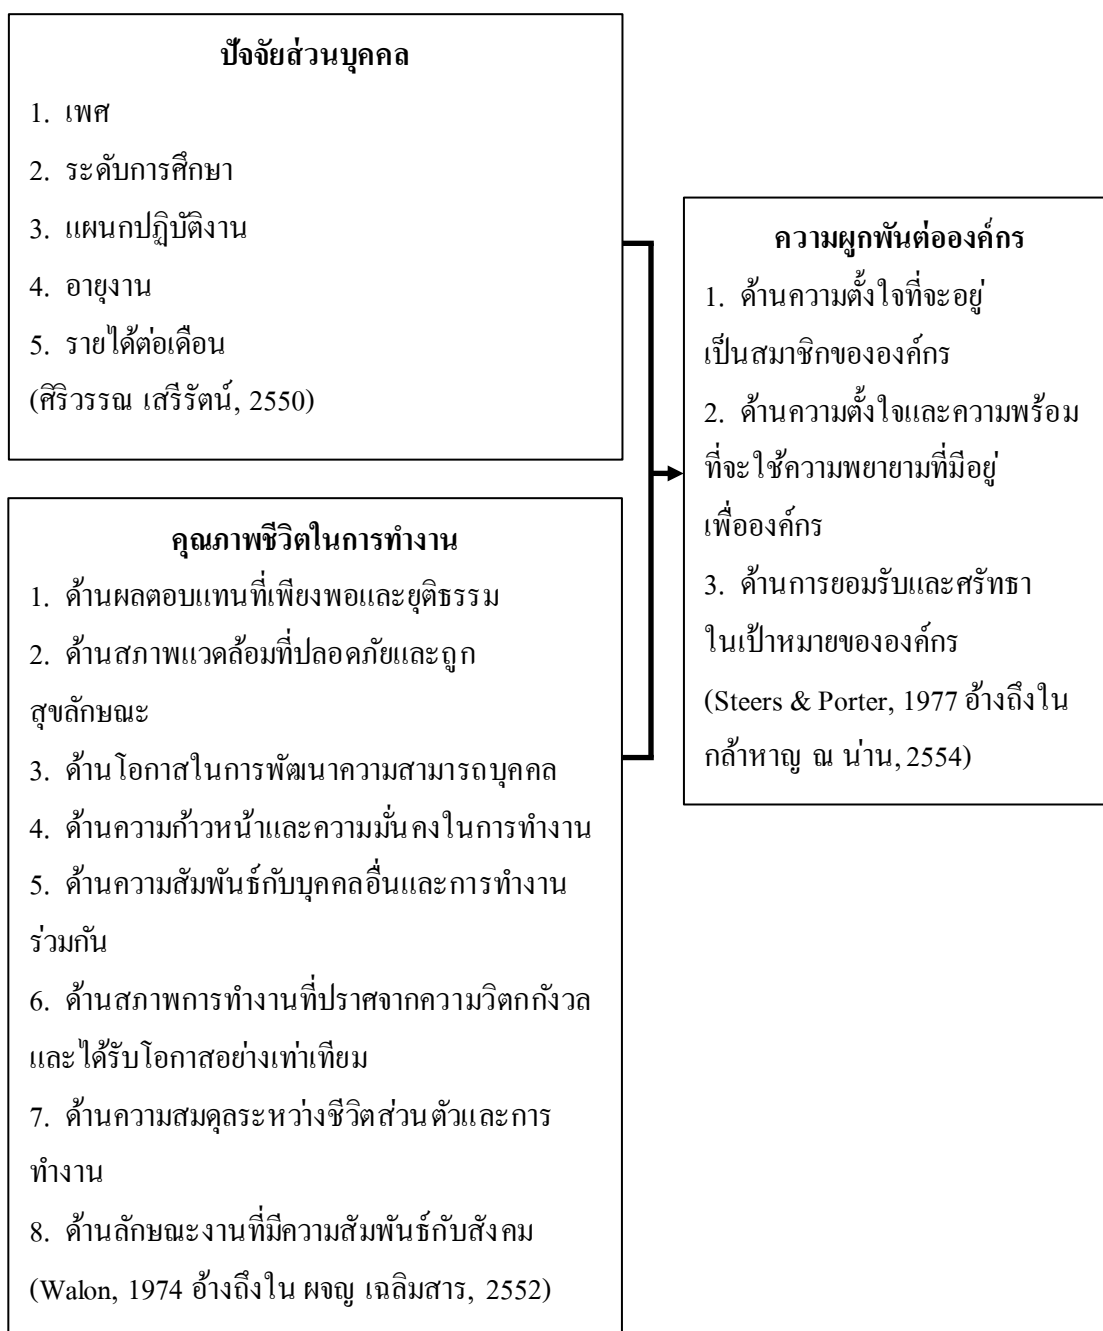 ปัจจัยส่วนบุคคล
1. เพศ
2. ระดับการศึกษา
3. แผนกปฏิบัติงาน
4. อายุงาน
5. รายได้ต่อเดือน
(ศิริวรรณ เสรีรัตน์, 2550)
คุณภาพชีวิตในการทำงาน
1. ด้านผลตอบแทนที่เพียงพอและยุติธรรม
2. ด้านสภาพแวดล้อมที่ปลอดภัยและถูก
สุขลักษณะ
3. ด้านโอกาสในการพัฒนาความสามารถบุคคล
4. ด้านความก้าวหน้าและความมั่นคงในการทำงาน
5. ด้านความสัมพันธ์กับบุคคลอื่นและการทำงาน
ร่วมกัน
6. ด้านสภาพการทำงานที่ปราศจากความวิตกกังวล
และได้รับโอกาสอย่างเท่าเทียม
7. ด้านความสมดุลระหว่างชีวิตส่วนตัวและการ
ทำงาน
8. ด้านลักษณะงานที่มีความสัมพันธ์กับสังคม
(Walon, 1974 อ้างถึงใน ผจญ เฉลิมสาร, 2552)
ความผูกพันต่อองค์กร
1. ด้านความตั้งใจที่จะอยู่
เป็นสมาชิกขององค์กร
2. ด้านความตั้งใจและความพร้อม
ที่จะใช้ความพยายามที่มีอยู่
เพื่อองค์กร
3. ด้านการยอมรับและศรัทธา
ในเป้าหมายขององค์กร
(Steers & Porter, 1977 อ้างถึงใน
กล้าหาญ ณ น่าน, 2554)